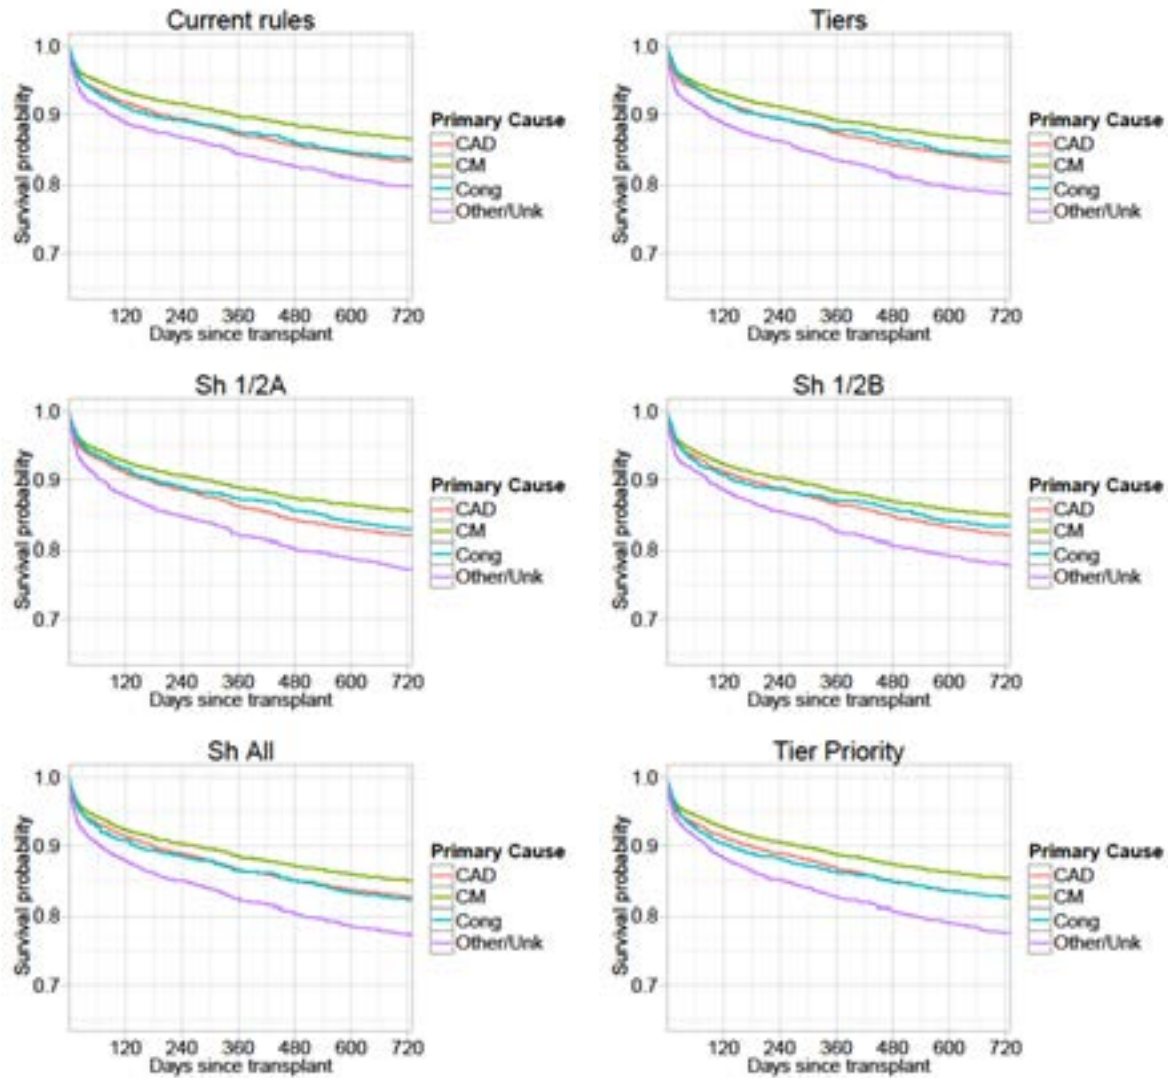 Current rules
Survival probability
1.0
0.9
0.8
0.7
120 240 360 480 600 720
Days since transplant
Primary Cause
CAD
CM
Cong
Other/Unk
Tiers
Survival probability
1.0
0.9
0.8
0.7
120 240 360 480 600 720
Days since transplant
Primary Cause
CAD
CM
Cong
Other/Unk
Sh 1/2A
Survival probability
1.0
0.9
0.8
0.7
120 240 360 480 600 720
Days since transplant
Primary Cause
CAD
CM
Cong
Other/Unk
Sh 1/2B
Survival probability
1.0
0.9
0.8
0.7
120 240 360 480 600 720
Days since transplant
Primary Cause
CAD
CM
Cong
Other/Unk
Sh All
Survival probability
1.0
0.9
0.8
0.7
120 240 360 480 600 720
Days since transplant
Primary Cause
CAD
CM
Cong
Other/Unk
Tier Priority
Survival probability
1.0
0.9
0.8
0.7
120 240 360 480 600 720
Days since transplant
Primary Cause
CAD
CM
Cong
Other/Unk